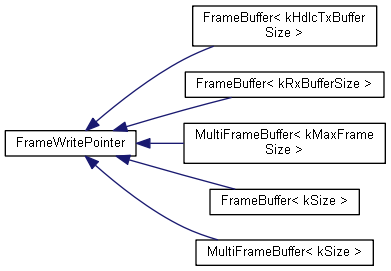 FrameBuffer< kHdlcTxBuffer
Size >
FrameBuffer< kRxBufferSize >
FrameWritePointer
MultiFrameBuffer< kMaxFrame
Size >
FrameBuffer< kSize >
MultiFrameBuffer< kSize >